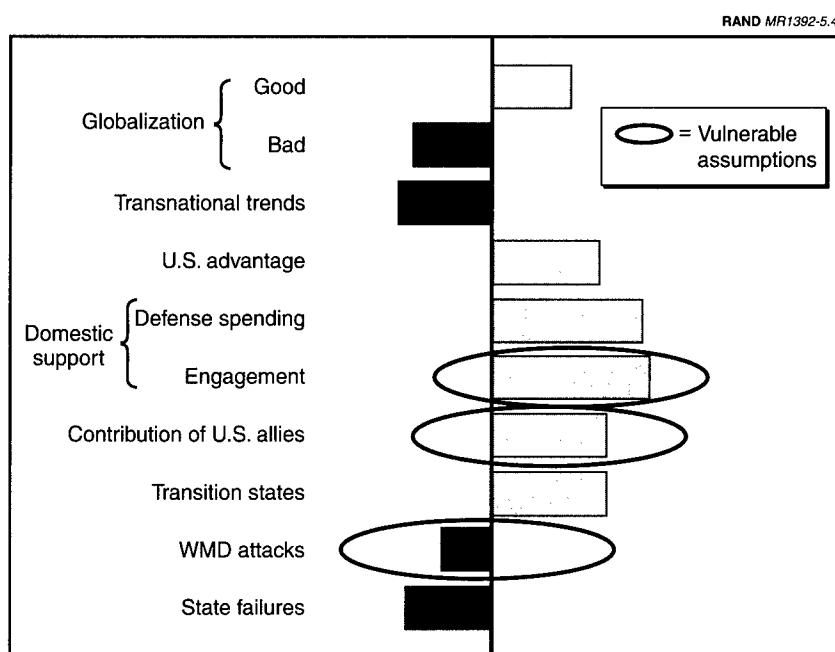 RAND MR1392-5.4
Good
Globalization
Bad
= Vulnerable
assumptions
Transnational trends
U.S. advantage
Defense spending
Domestic
support
Engagement
Contribution of U.S. allies
Transition states
WMD attacks
State failures